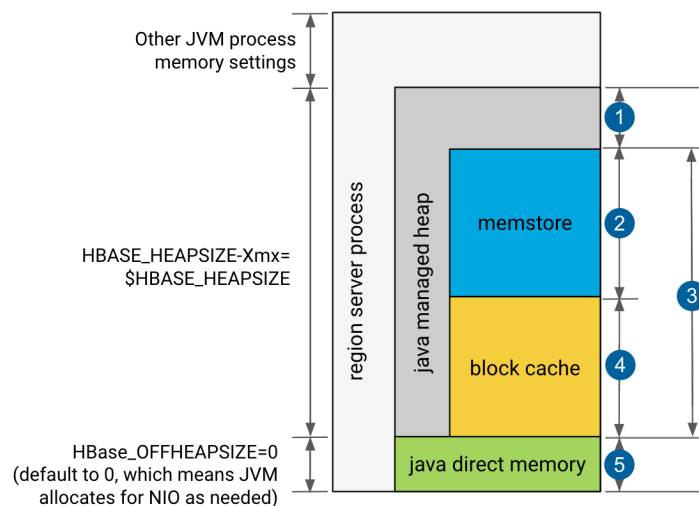 Other JVM process
memory settings
1
memstore
2
region server process
java managed heap
HBASE_HEAPSIZE-Xmx=
$HBASE_HEAPSIZE
3
block cache
4
HBase_OFFHEAPSIZE=0
(default to 0, which means JVM
allocates for NIO as needed)
java direct memory
5